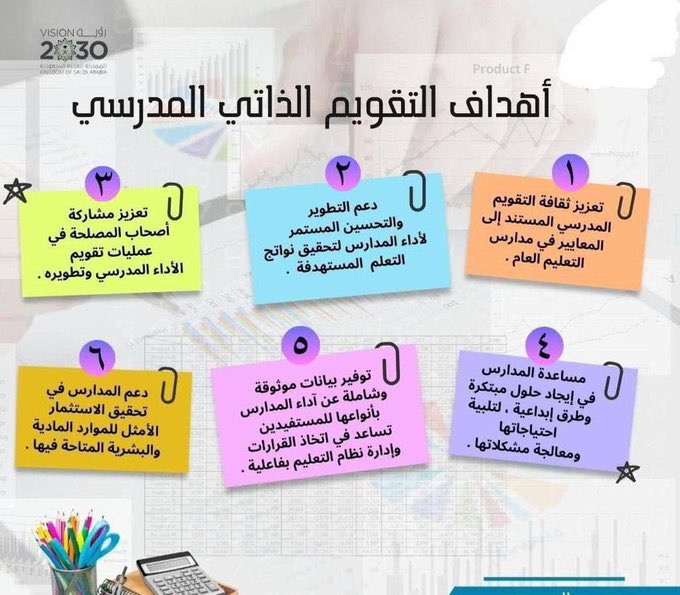 VISION رؤيــة
2030
المملكة العربية السعودية
KINGDOM OF SAUDI ARABIA
Product F
أهداف التقويم الذاتي المدرسي
١
تعزيز ثقافة التقويم
المدرسي المستند إلى
المعايير في مدارس
التعليم العام .
٢
دعم التطوير
والتحسين المستمر
لأداء المدارس لتحقيق نواتج
التعلم المستهدفة .
٣
تعزيز مشاركة
أصحاب المصلحة في
عمليات تقويم
الأداء المدرسي وتطويره .
٤
مساعدة المدارس
في إيجاد حلول مبتكرة
وطرق إبداعية ، لتلبية
احتياجاتها
ومعالجة مشكلاتها .
٥
توفير بيانات موثوقة
وشاملة عن آداء المدارس
بأنواعها للمستفيدين
تساعد في اتخاذ القرارات
وإدارة نظام التعليم بفاعلية .
٦
دعم المدارس في
تحقيق الاستثمار
الأمثل للموارد المادية
والبشرية المتاحة فيها .